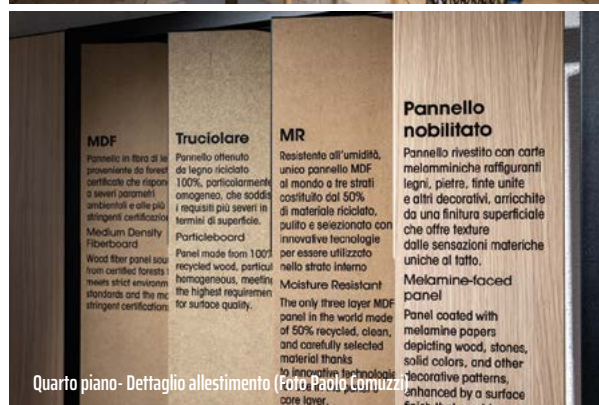 MDF
Pannello in fibra di le
proveniente da forest
certificate che rispon
a severi parametri
ambientali e alle più
stringenti certificazion
Medium Density
Fiberboard
Wood fiber panel sou
from certified forests t
meets strict environm
standards and the mo
stringent certifications
Truciolare
Pannello ottenuto
da legno riciclato
100%, particolarmente
omogeneo, che soddis
i requisiti più severi in
termini di superficie.
Particleboard
Panel made from 100%
recycled wood, particul
homogeneous, meeting
the highest requiremen
for surface quality.
MR
Resistente all'umidità,
unico pannello MDF
al mondo a tre strati
costituito dal 50%
di materiale riciclato,
pulito e selezionato con
innovative tecnologie
per essere utilizzato
nello strato interno
Moisture Resistant
The only three layer MDF
panel in the world made
of 50% recycled, clean,
and carefully selected
material thanks
to innovative technologie
core layer.
Pannello
nobilitato
Pannello rivestito con carte
melamminiche raffiguranti
legni, pietre, tinte unite
e altri decorativi, arricchite
da una finitura superficiale
che offre texture
dalle sensazioni materiche
uniche al tatto.
Melamine-faced
panel
Panel coated with
melamine papers
depicting wood, stones,
solid colors, and other
decorative patterns,
enhanced by a surface
Quarto piano- Dettaglio allestimento (Foto Paolo Comuzzi)